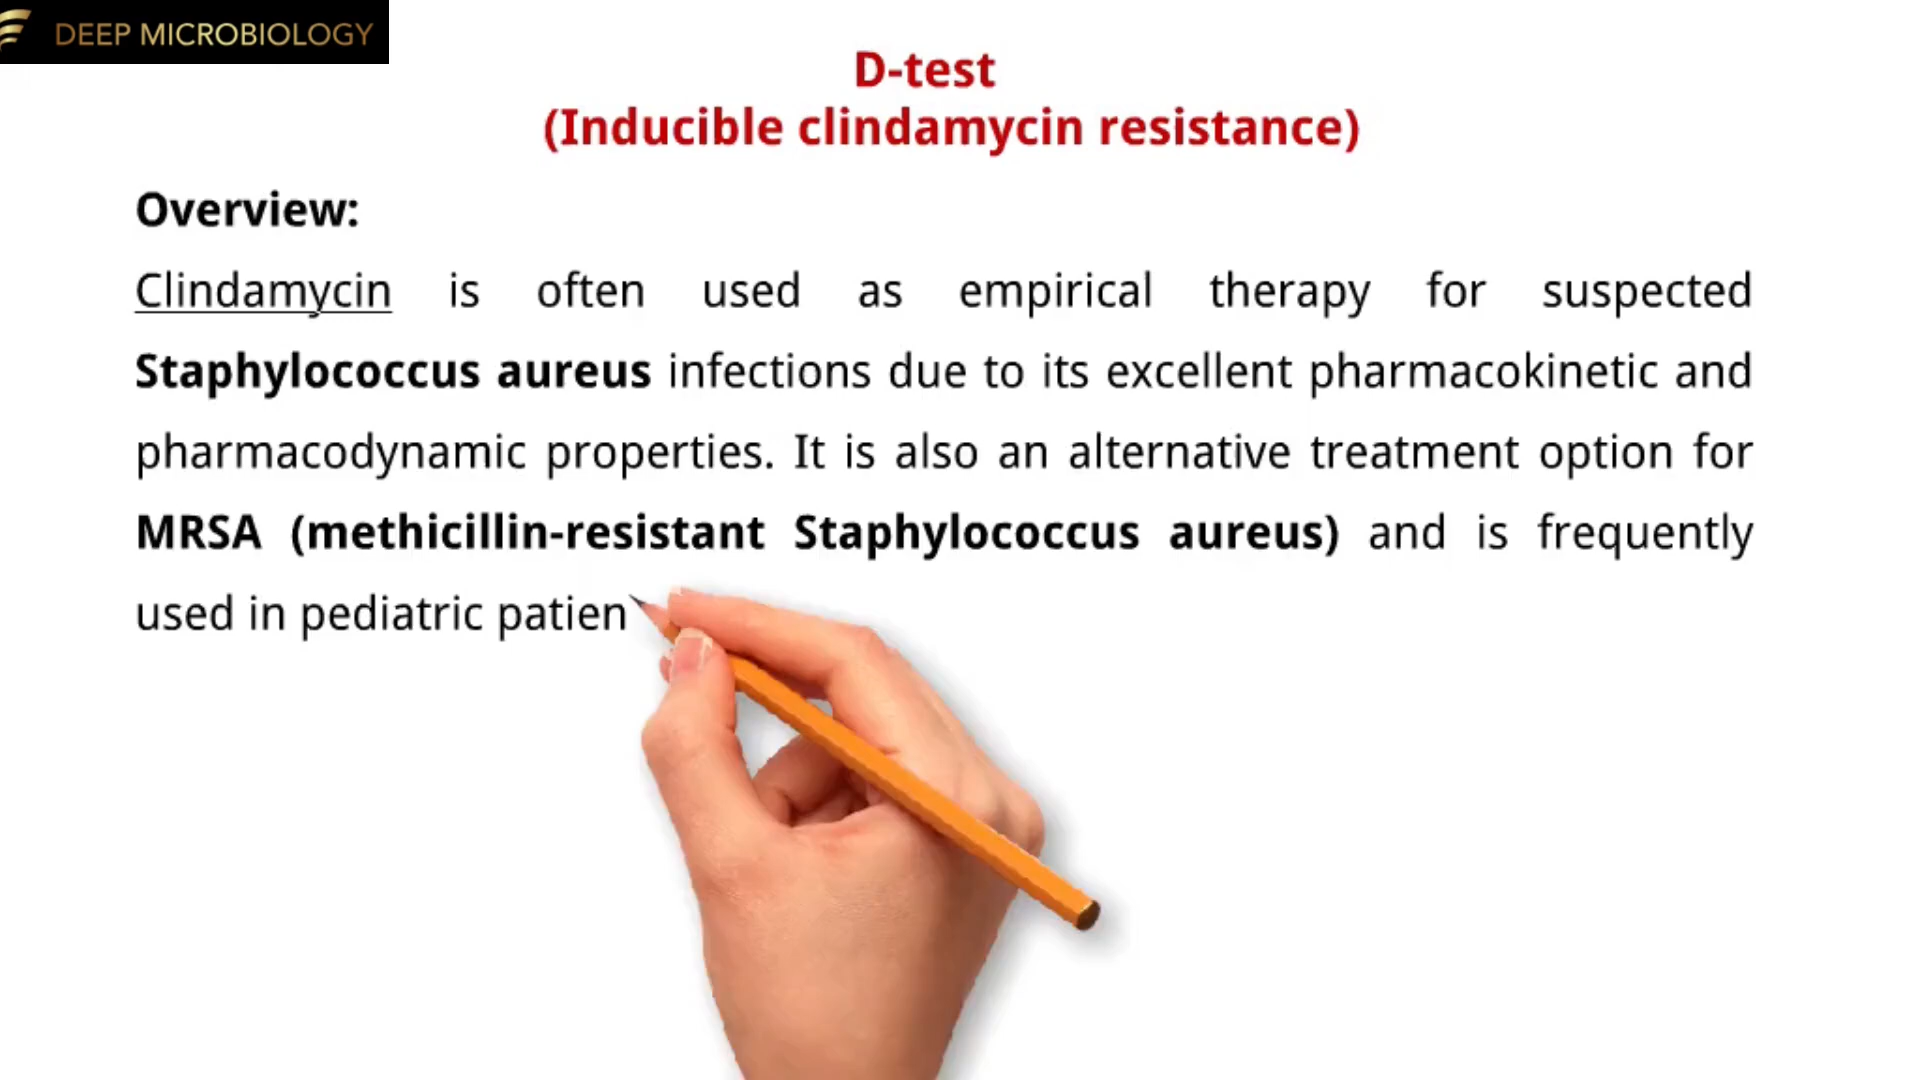 DEEP MICROBIOLOGY
D-test
(Inducible clindamycin resistance)
Overview:
Clindamycin is often used as empirical therapy for suspected
Staphylococcus aureus infections due to its excellent pharmacokinetic and
pharmacodynamic properties. It is also an alternative treatment option for
MRSA (methicillin-resistant Staphylococcus aureus) and is frequently
used in pediatric patien